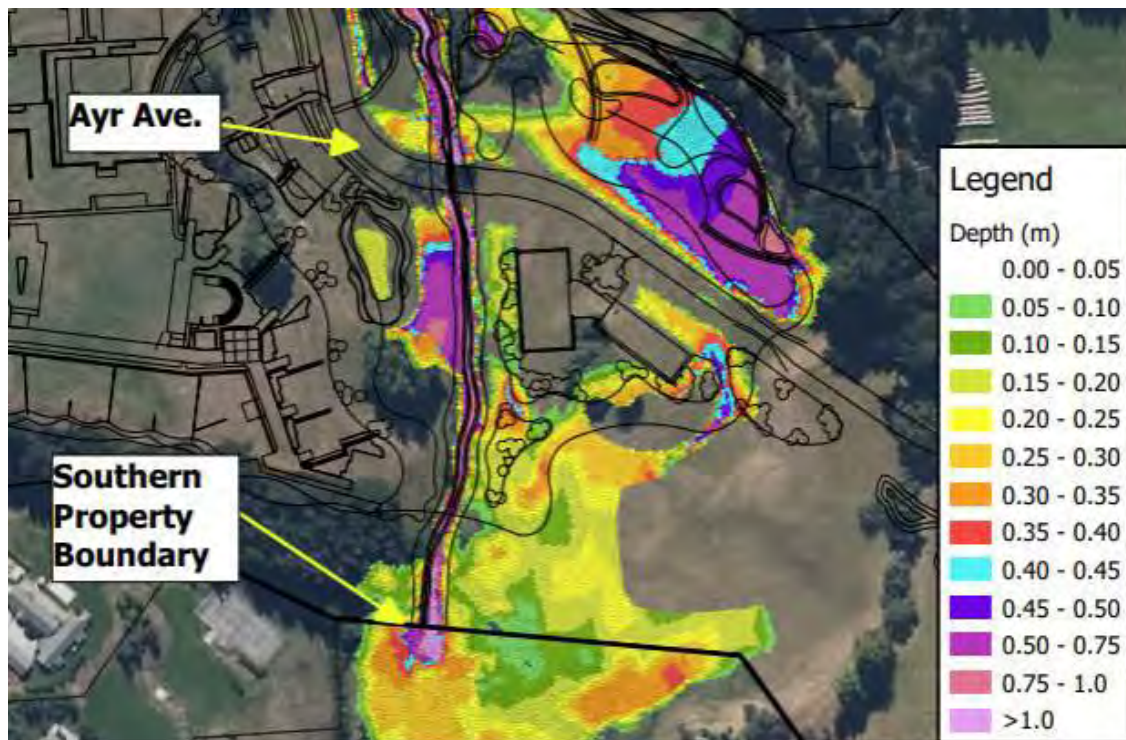 Ayr Ave.
Southern
Property
Boundary
Legend
Depth (m)
0.00 - 0.05
0.05 - 0.10
0.10 - 0.15
0.15 - 0.20
0.20 - 0.25
0.25 - 0.30
0.30 - 0.35
0.35 - 0.40
0.40 - 0.45
0.45 - 0.50
0.50 - 0.75
0.75 - 1.0
>1.0